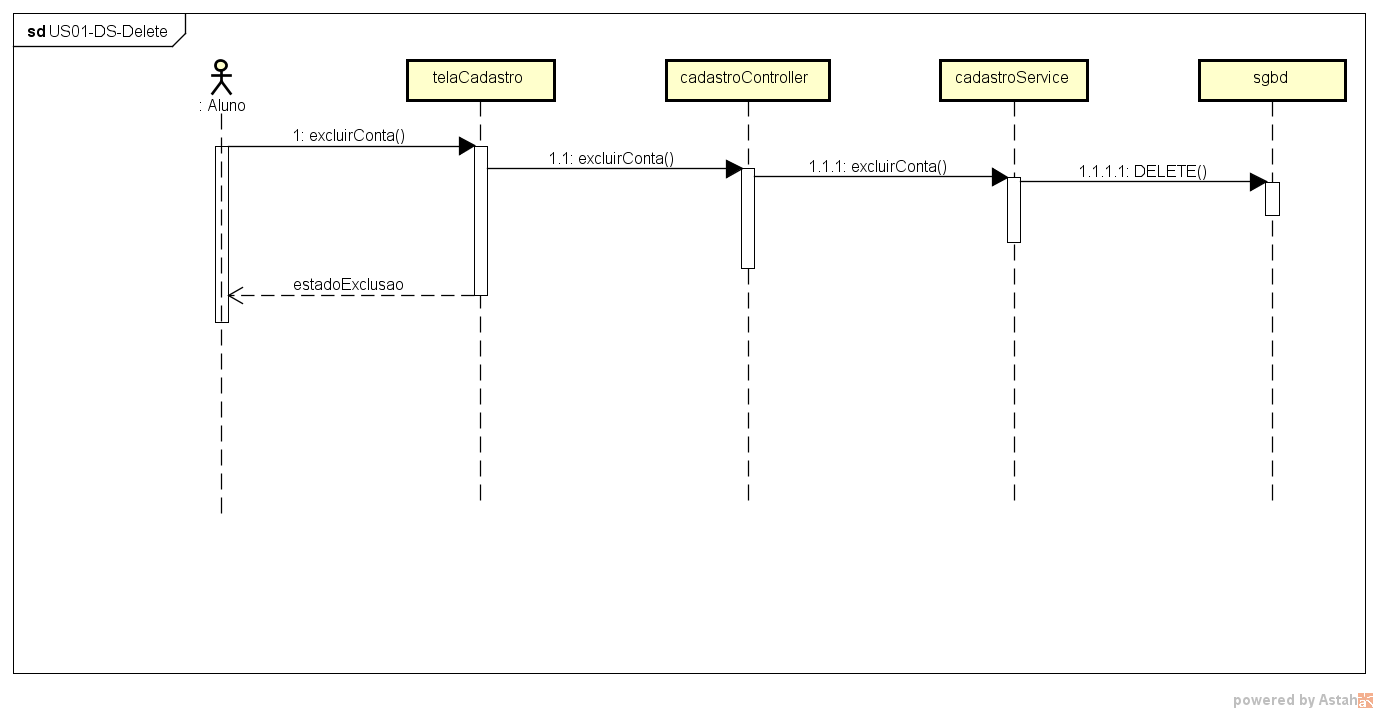 sd US01-DS-Delete
: Aluno
telaCadastro
cadastroController
cadastroService
sgbd
1: excluirConta()
1.1: excluirConta()
1.1.1: excluirConta()
1.1.1.1: DELETE()
estadoExclusao
powered by Astah